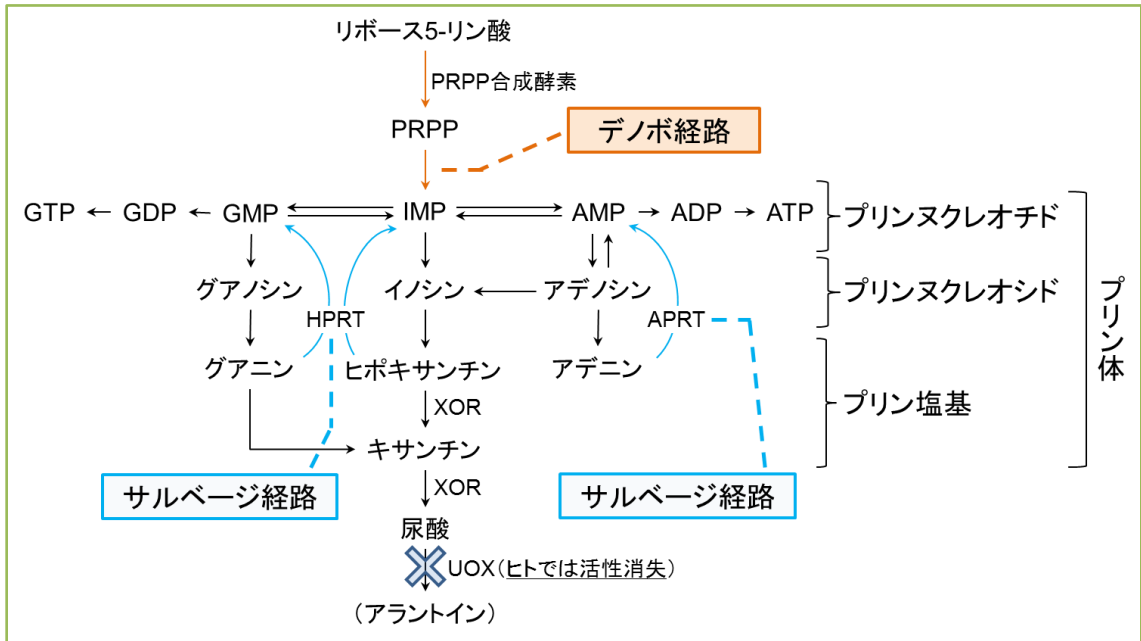 リボース5-リン酸
PRPP合成酵素
PRPP
デノボ経路
GTP GDP GMP IMP AMP ADP ATP
プリンヌクレオチド
グアノシン イノシン アデノシン
プリンヌクレオシド
HPRT APRT
グアニン ヒポキサンチン アデニン
プリン塩基
プリン体
XOR
キサンチン
サルベージ経路 サルベージ経路
XOR
尿酸
UOX（ヒトでは活性消失）
（アラントイン）